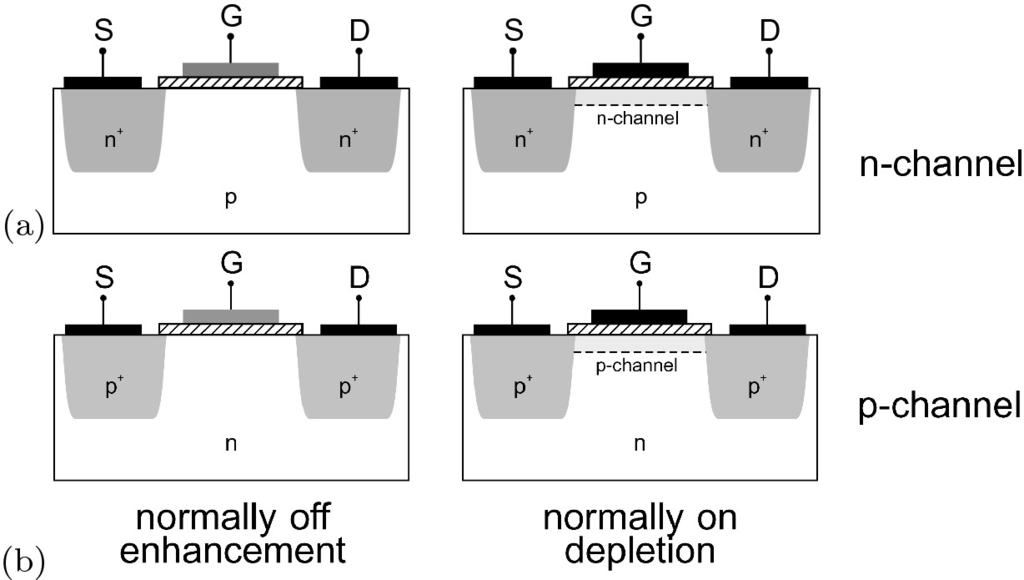 S G D S G D
n+ n+ n+ n-channel n+
n-channel
(a) p p
S G D S G D
p+ p+ p+ p-channel p+
p-channel
n n
normally off normally on
(b) enhancement depletion